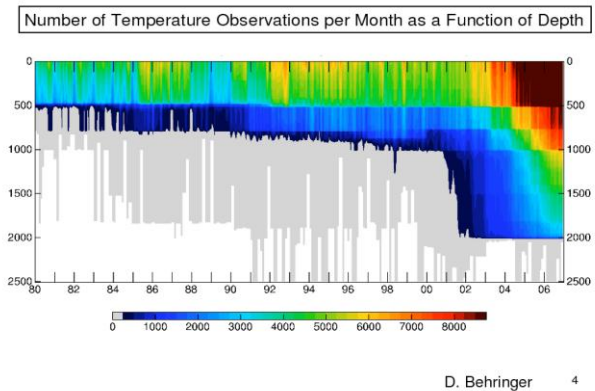 Number of Temperature Observations per Month as a Function of Depth
0 0
500 500
1000 1000
1500 1500
2000 2000
2500 2500
80 82 84 86 88 90 92 94 96 98 00 02 04 06
0 1000 2000 3000 4000 5000 6000 7000 8000
D. Behringer 4